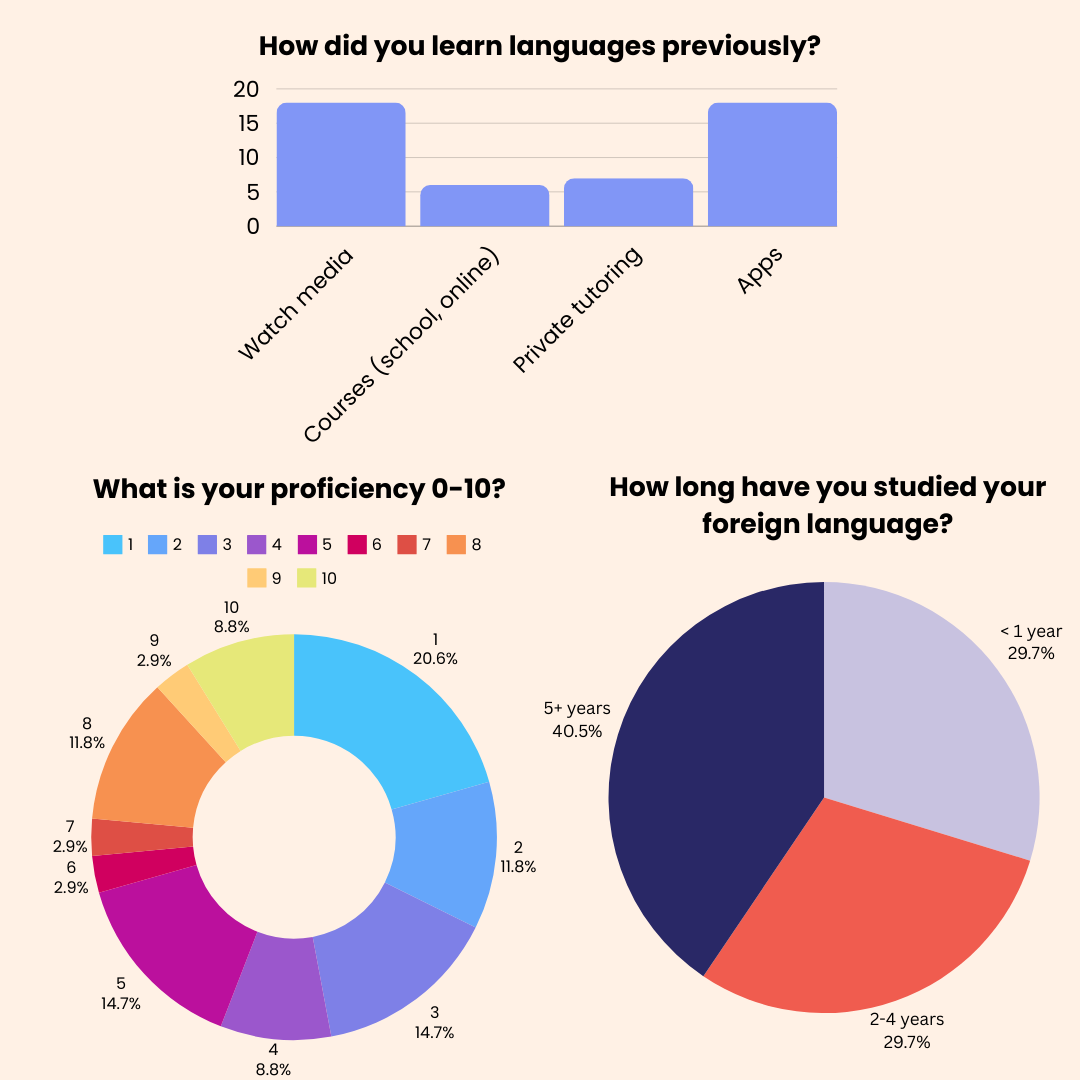 How did you learn languages previously?
20
15
10
5
0
Watch media
Courses (school, online)
Private tutoring
Apps
What is your proficiency 0-10?
1 2 3 4 5 6 7 8
9 10
10
8.8%
1
20.6%
9
2.9%
8
11.8%
2
11.8%
7
2.9%
6
2.9%
5
14.7%
3
14.7%
4
8.8%
How long have you studied your
foreign language?
< 1 year
29.7%
5+ years
40.5%
2-4 years
29.7%